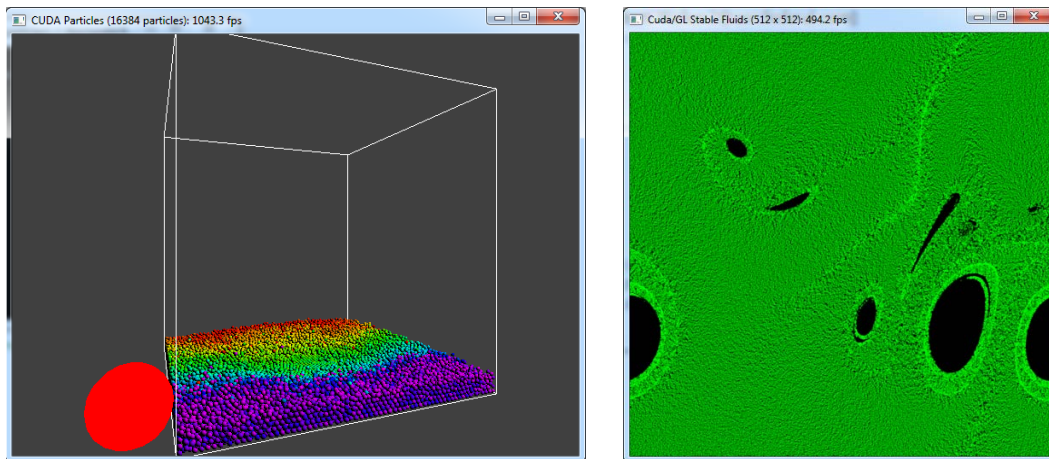 CUDA Particles (16384 particles): 1043.3 fps
Cuda/GL Stable Fluids (512 x 512): 494.2 fps